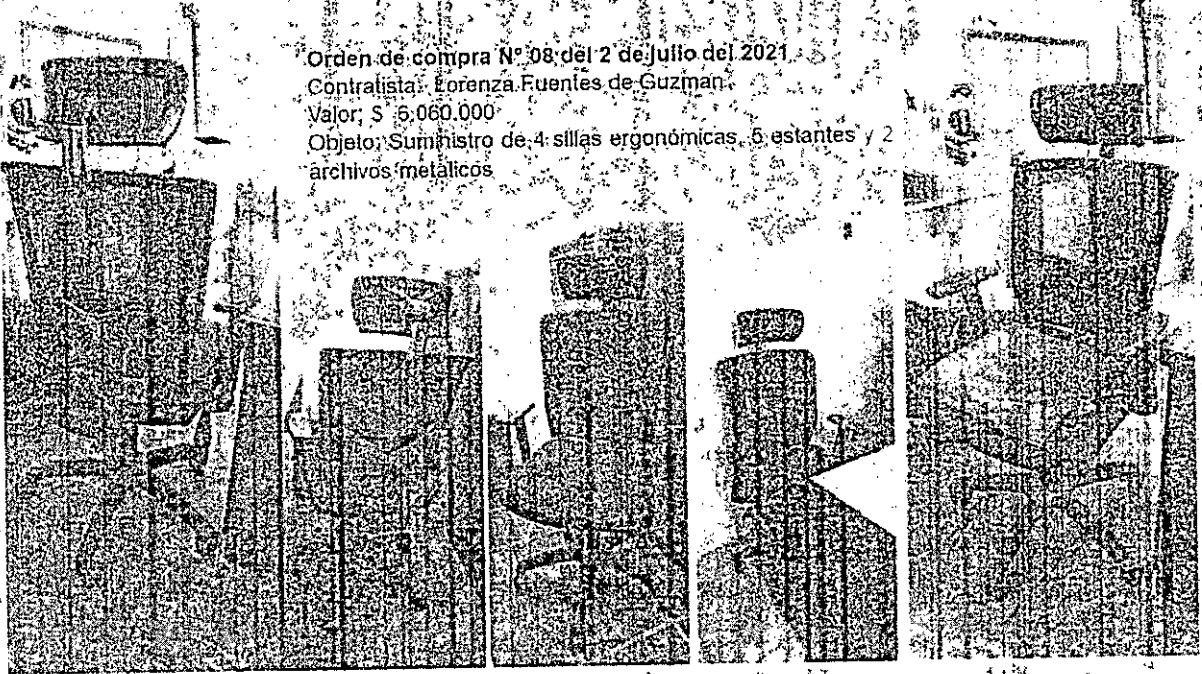 Orden de compra N° 08 del 2 de Julio del 2021
Contratista: Lorenza Fuentes de Guzman
Valor; $ 6.060.000
Objeto; Suministro de 4 sillas ergonómicas, 5 estantes y 2
archivos metálicos